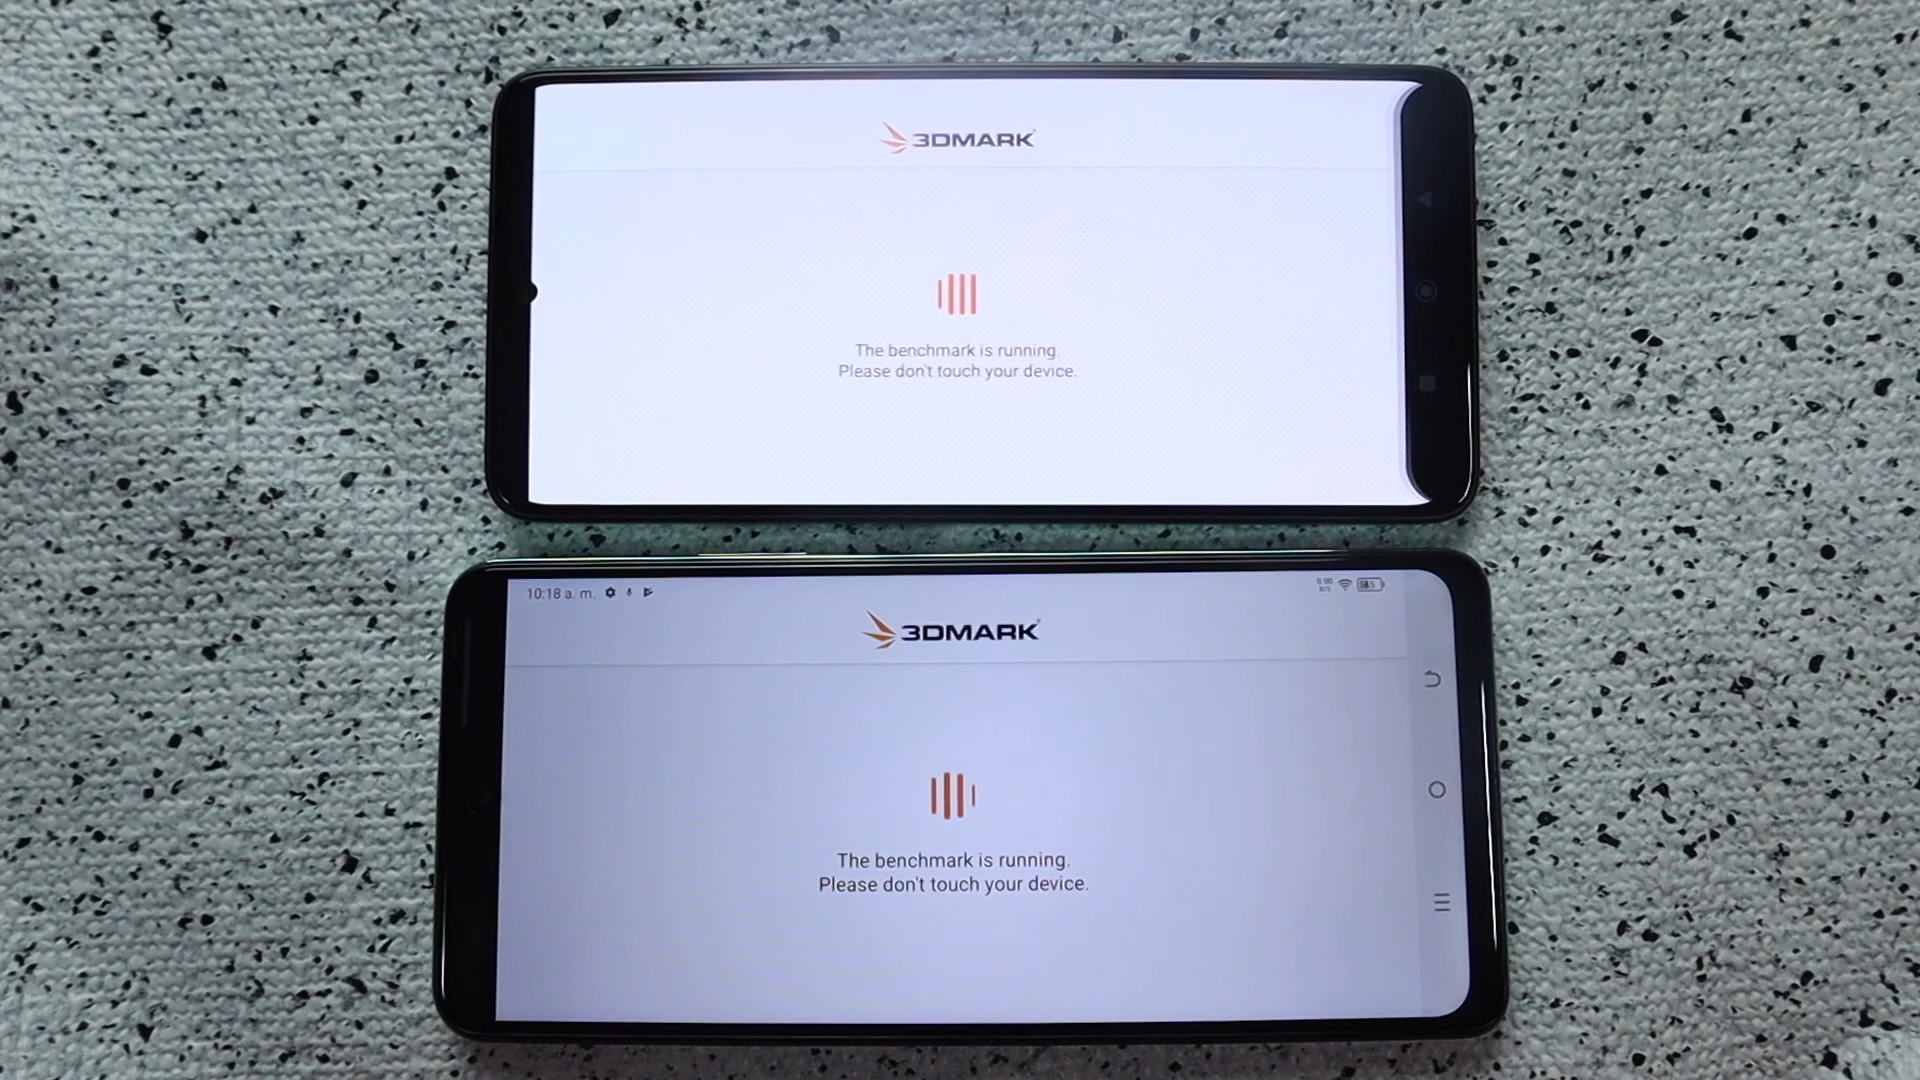 3DMARK
The benchmark is running.
Please don't touch your device.
10:18 a. m.
3DMARK
The benchmark is running.
Please don't touch your device.